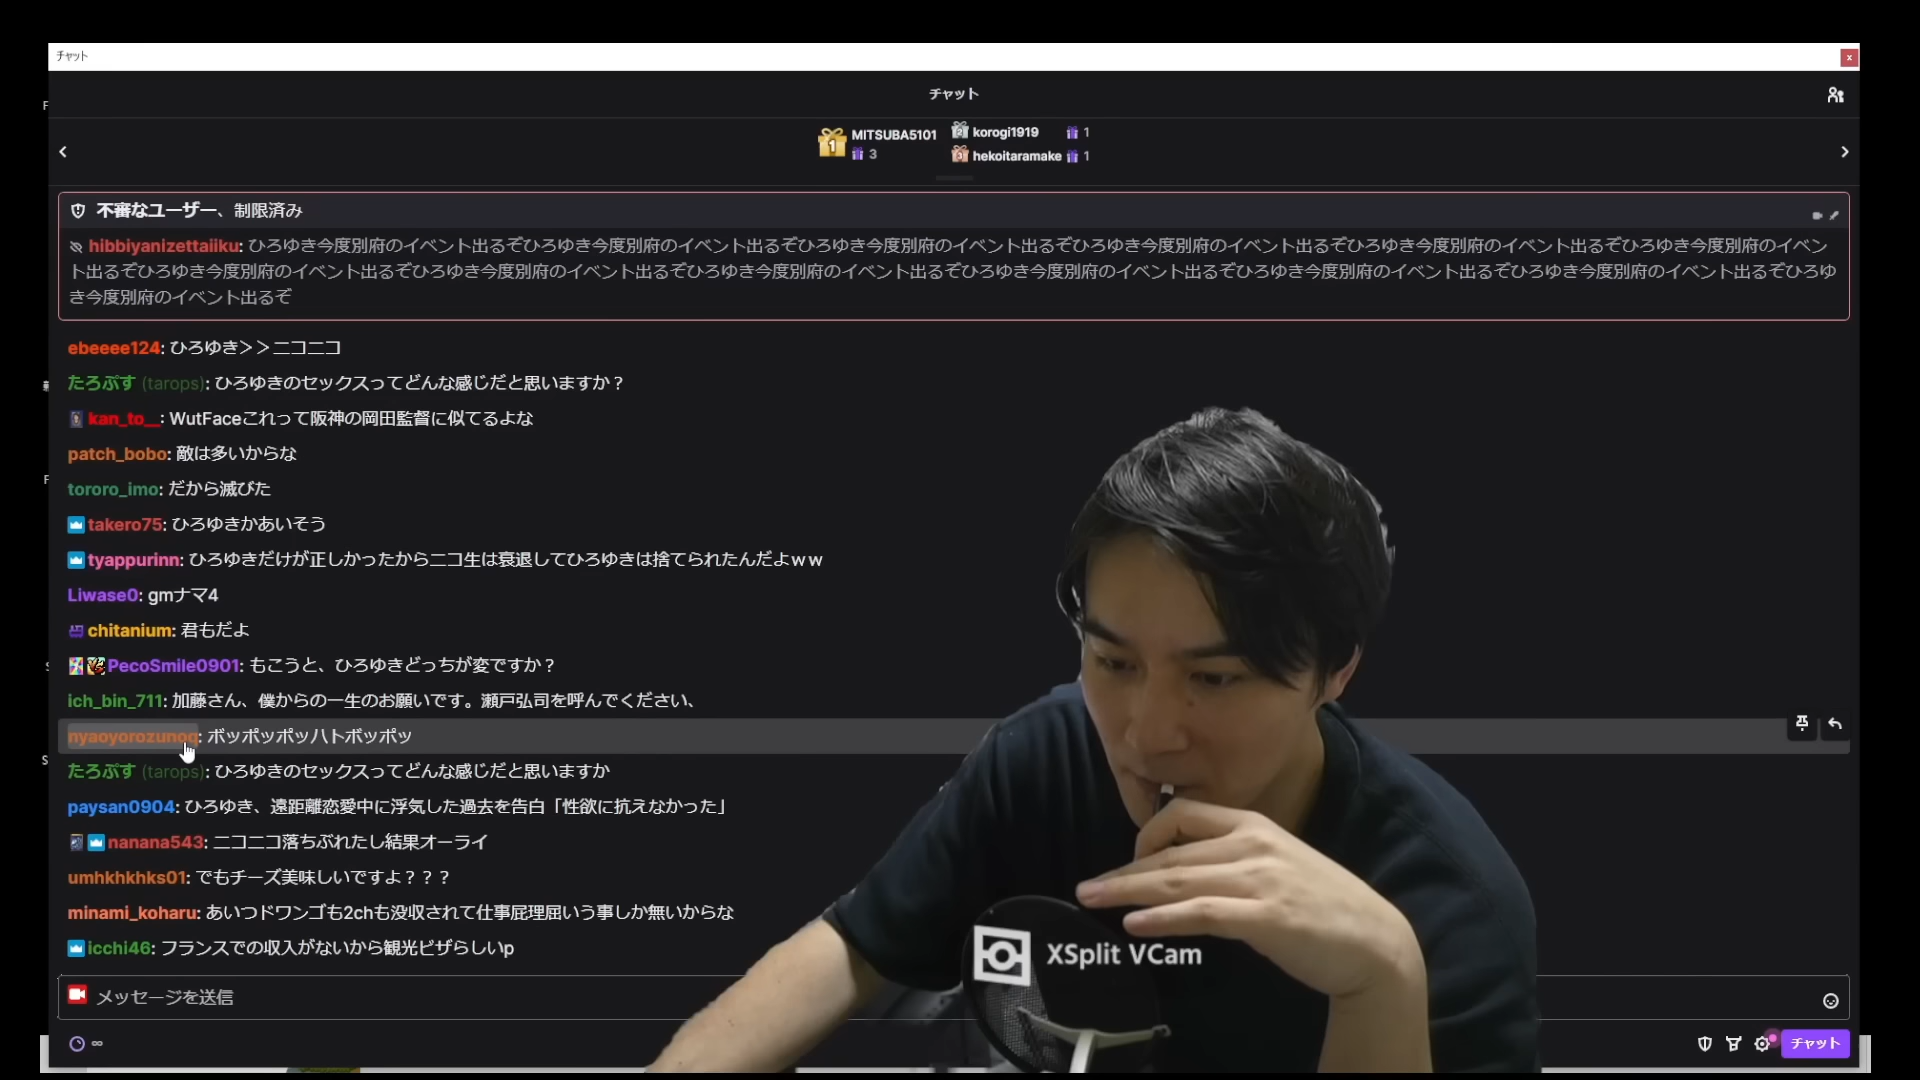 チャット
チャット
MITSUBA5101
3
korogi1919 1
hekoitaramake 1
不審なユーザー、制限済み
hibbiyanizettaiiku: ひろゆき今度別府のイベント出るぞひろゆき今度別府のイベント出るぞひろゆき今度別府のイベント出るぞひろゆき今度別府のイベント出るぞひろゆき今度別府のイベント出るぞひろゆき今度別府のイベン
ト出るぞひろゆき今度別府のイベント出るぞひろゆき今度別府のイベント出るぞひろゆき今度別府のイベント出るぞひろゆき今度別府のイベント出るぞひろゆき今度別府のイベント出るぞひろゆき今度別府のイベント出るぞひろゆ
き今度別府のイベント出るぞ
ebeeee124: ひろゆき＞＞ニコニコ
たろぷす (tarops): ひろゆきのセックスってどんな感じだと思いますか？
kan_to__: WutFaceこれって阪神の岡田監督に似てるよな
patch_bobo: 敵は多いからな
tororo_imo: だから滅びた
takero75: ひろゆきかあいそう
tyappurinn: ひろゆきだけが正しかったからニコ生は衰退してひろゆきは捨てられたんだよｗｗ
Liwase0: gmナマ4
chitanium: 君もだよ
PecoSmile0901: もこうと、ひろゆきどっちが変ですか？
ich_bin_711: 加藤さん、僕からの一生のお願いです。瀬戸弘司を呼んでください、
nyaoyorozunog: ボッポッポッハトボッポッ
たろぷす (tarops): ひろゆきのセックスってどんな感じだと思いますか
paysan0904: ひろゆき、遠距離恋愛中に浮気した過去を告白「性欲に抗えなかった」
nanana543: ニコニコ落ちぶれたし結果オーライ
umhkhkhks01: でもチーズ美味しいですよ？？？
minami_koharu: あいつドワンゴも2chも没収されて仕事屁理屈いう事しか無いからな
icchi46: フランスでの収入がないから観光ビザらしいp
XSplit VCam
メッセージを送信
∞
チャット